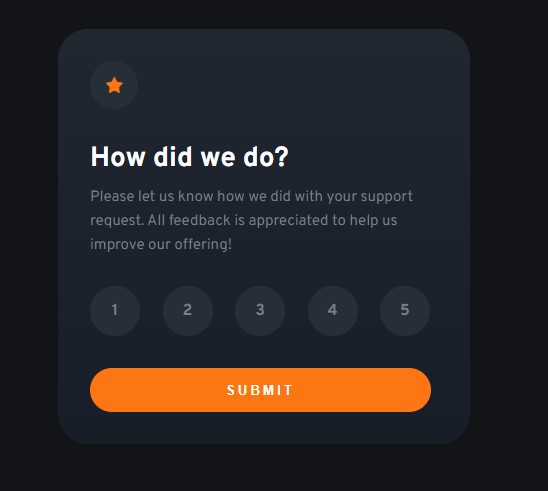 How did we do?
Please let us know how we did with your support
request. All feedback is appreciated to help us
improve our offering!
1 2 3 4 5
SUBMIT